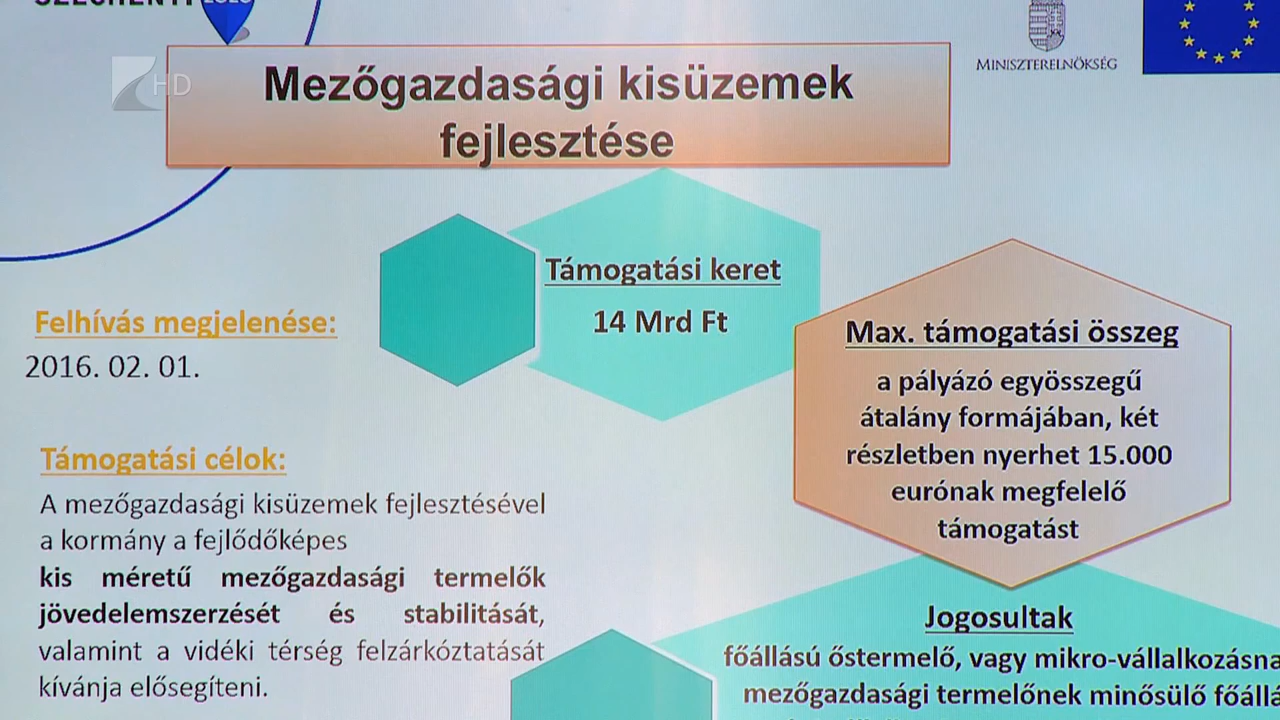 HD
MINISZTERELNÖKSÉG
Mezőgazdasági kisüzemek
fejlesztése
Támogatási keret
14 Mrd Ft
Felhívás megjelenése:
2016. 02. 01.
Max. támogatási összeg
a pályázó egyösszegű
átalány formájában, két
részletben nyerhet 15.000
eurónak megfelelő
támogatást
Támogatási célok:
A mezőgazdasági kisüzemek fejlesztésével
a kormány a fejlődőképes
kis méretű mezőgazdasági termelők
jövedelemszerzését és stabilitását,
valamint a vidéki térség felzárkóztatását
kívánja elősegíteni.
Jogosultak
főállású őstermelő, vagy
mezőgazdasági termelőnek minősülő